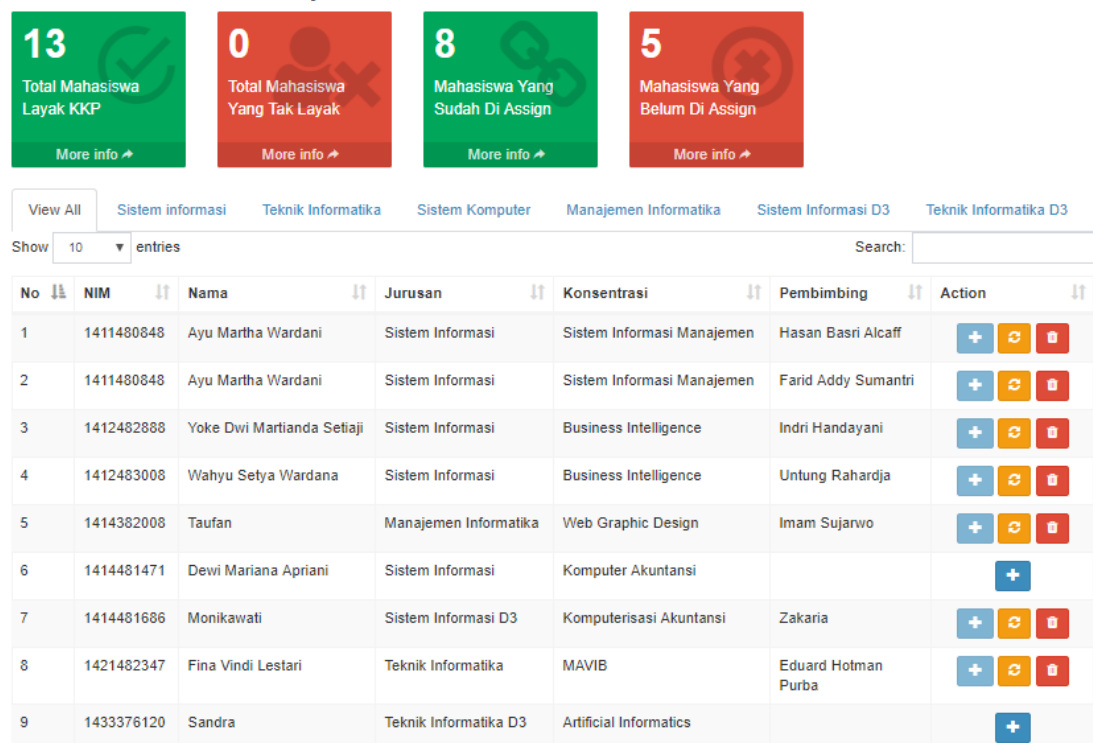 13
Total Mahasiswa
Layak KKP
More info
0
Total Mahasiswa
Yang Tak Layak
More info
8
Mahasiswa Yang
Sudah Di Assign
More info
5
Mahasiswa Yang
Belum Di Assign
More info
View All Sistem informasi Teknik Informatika Sistem Komputer Manajemen Informatika Sistem Informasi D3 Teknik Informatika D3
Show 10 entries Search:
No NIM Nama Jurusan Konsentrasi Pembimbing Action
1 1411480848 Ayu Martha Wardani Sistem Informasi Sistem Informasi Manajemen Hasan Basri Alcaff
2 1411480848 Ayu Martha Wardani Sistem Informasi Sistem Informasi Manajemen Farid Addy Sumantri
3 1412482888 Yoke Dwi Martianda Setiaji Sistem Informasi Business Intelligence Indri Handayani
4 1412483008 Wahyu Setya Wardana Sistem Informasi Business Intelligence Untung Rahardja
5 1414382008 Taufan Manajemen Informatika Web Graphic Design Imam Sujarwo
6 1414481471 Dewi Mariana Apriani Sistem Informasi Komputer Akuntansi
7 1414481686 Monikawati Sistem Informasi D3 Komputerisasi Akuntansi Zakaria
8 1421482347 Fina Vindi Lestari Teknik Informatika MAVIB Eduard Hotman
Purba
9 1433376120 Sandra Teknik Informatika D3 Artificial Informatics